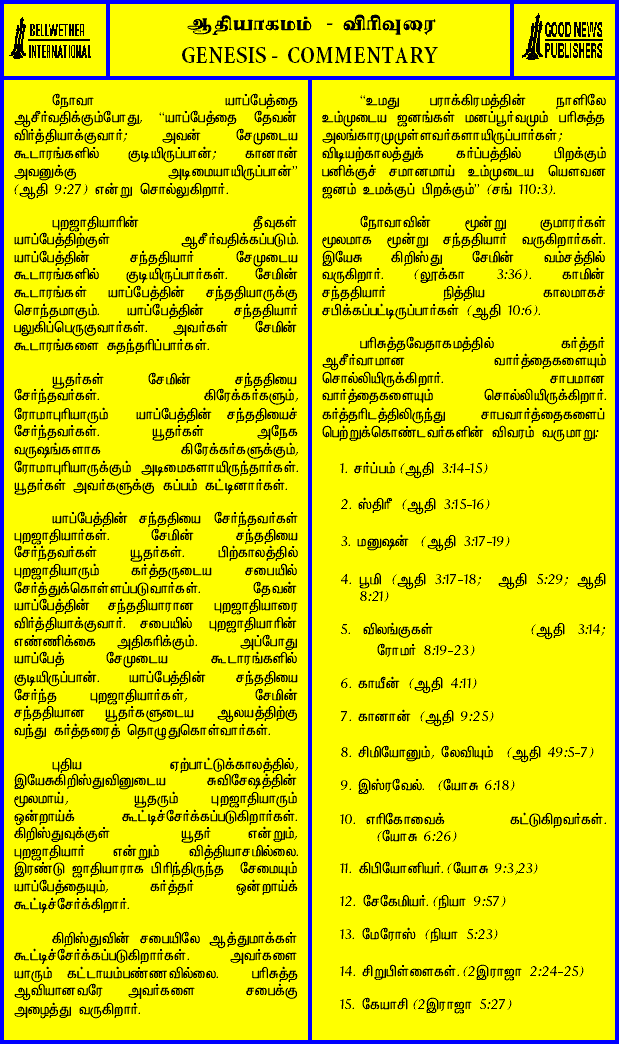 BELLWETHER
INTERNATIONAL
ஆதியாகமம் - விரிவுரை
GENESIS - COMMENTARY
GOOD NEWS
PUBLISHERS
நோவா யாப்பேத்தை
ஆசீர்வதிக்கும்போது, “யாப்பேத்தை தேவன்
விர்த்தியாக்குவார்; அவன் சேமுடைய
கூடாரங்களில் குடியிருப்பான்; கானான்
அவனுக்கு அடிமையாயிருப்பான்”
(ஆதி 9:27) என்று சொல்லுகிறார்.
புறஜாதியாரின் தீவுகள்
யாப்பேத்திற்குள் ஆசீர்வதிக்கப்படும்.
யாப்பேத்தின் சந்ததியார் சேமுடைய
கூடாரங்களில் குடியிருப்பார்கள். சேமின்
கூடாரங்கள் யாப்பேத்தின் சந்ததியாருக்கு
சொந்தமாகும். யாப்பேத்தின் சந்ததியார்
பலுகிப்பெருகுவார்கள். அவர்கள் சேமின்
கூடாரங்களை சுதந்தரிப்பார்கள்.
யூதர்கள் சேமின் சந்ததியை
சேர்ந்தவர்கள். கிரேக்கர்களும்,
ரோமாபுரியாரும் யாப்பேத்தின் சந்ததியைச்
சேர்ந்தவர்கள். யூதர்கள் அநேக
வருஷங்களாக கிரேக்கர்களுக்கும்,
ரோமாபுரியாருக்கும் அடிமைகளாயிருந்தார்கள்.
யூதர்கள் அவர்களுக்கு கப்பம் கட்டினார்கள்.
யாப்பேத்தின் சந்ததியை சேர்ந்தவர்கள்
புறஜாதியார்கள். சேமின் சந்ததியை
சேர்ந்தவர்கள் யூதர்கள். பிற்காலத்தில்
புறஜாதியாரும் கர்த்தருடைய சபையில்
சேர்த்துக்கொள்ளப்படுவார்கள். தேவன்
யாப்பேத்தின் சந்ததியாரான புறஜாதியாரை
விர்த்தியாக்குவார். சபையில் புறஜாதியாரின்
எண்ணிக்கை அதிகரிக்கும். அப்போது
யாப்பேத் சேமுடைய கூடாரங்களில்
குடியிருப்பான். யாப்பேத்தின் சந்ததியை
சேர்ந்த புறஜாதியார்கள், சேமின்
சந்ததியான யூதர்களுடைய ஆலயத்திற்கு
வந்து கர்த்தரைத் தொழுதுகொள்வார்கள்.
புதிய ஏற்பாட்டுக்காலத்தில்,
இயேசுகிறிஸ்துவினுடைய சுவிசேஷத்தின்
மூலமாய், யூதரும் புறஜாதியாரும்
ஒன்றாய்க் கூட்டிச்சேர்க்கப்படுகிறார்கள்.
கிறிஸ்துவுக்குள் யூதர் என்றும்,
புறஜாதியார் என்றும் வித்தியாசமில்லை.
இரண்டு ஜாதியாராக பிரிந்திருந்த சேமையும்
யாப்பேத்தையும், கர்த்தர் ஒன்றாய்க்
கூட்டிச்சேர்க்கிறார்.
கிறிஸ்துவின் சபையிலே ஆத்துமாக்கள்
கூட்டிச்சேர்க்கப்படுகிறார்கள். அவர்களை
யாரும் கட்டாயம்பண்ணவில்லை. பரிசுத்த
ஆவியானவரே அவர்களை சபைக்கு
அழைத்து வருகிறார்.
“உமது பராக்கிரமத்தின் நாளிலே
உம்முடைய ஜனங்கள் மனப்பூர்வமும் பரிசுத்த
அலங்காரமுமுள்ளவர்களாயிருப்பார்கள்;
விடியற்காலத்துக் கர்ப்பத்தில் பிறக்கும்
பனிக்குச் சமானமாய் உம்முடைய யௌவன
ஜனம் உமக்குப் பிறக்கும்” (சங் 110:3).
நோவாவின் மூன்று குமாரர்கள்
மூலமாக மூன்று சந்ததியார் வருகிறார்கள்.
இயேசு கிறிஸ்து சேமின் வம்சத்தில்
வருகிறார். (லூக்கா 3:36). காமின்
சந்ததியார் நித்திய காலமாகச்
சபிக்கப்பட்டிருப்பார்கள் (ஆதி 10:6).
பரிசுத்தவேதாகமத்தில் கர்த்தர்
ஆசீர்வாமான வார்த்தைகளையும்
சொல்லியிருக்கிறார். சாபமான
வார்த்தைகளையும் சொல்லியிருக்கிறார்.
கர்த்தரிடத்திலிருந்து சாபவார்த்தைகளைப்
பெற்றுக்கொண்டவர்களின் விவரம் வருமாறு:
1. சர்ப்பம் (ஆதி 3:14-15)
2. ஸ்திரீ (ஆதி 3:15-16)
3. மனுஷன் (ஆதி 3:17-19)
4. பூமி (ஆதி 3:17-18; ஆதி 5:29; ஆதி
8:21)
5. விலங்குகள் (ஆதி 3:14;
ரோமர் 8:19-23)
6. காயீன் (ஆதி 4:11)
7. கானான் (ஆதி 9:25)
8. சிமியோனும், லேவியும் (ஆதி 49:5-7)
9. இஸ்ரவேல். (யோசு 6:18)
10. எரிகோவைக் கட்டுகிறவர்கள்.
(யோசு 6:26)
11. கிபியோனியர். (யோசு 9:3,23)
12. சேகேமியர். (நியா 9:57)
13. மேரோஸ் (நியா 5:23)
14. சிறுபிள்ளைகள். (2இராஜா 2:24-25)
15. கேயாசி (2இராஜா 5:27)